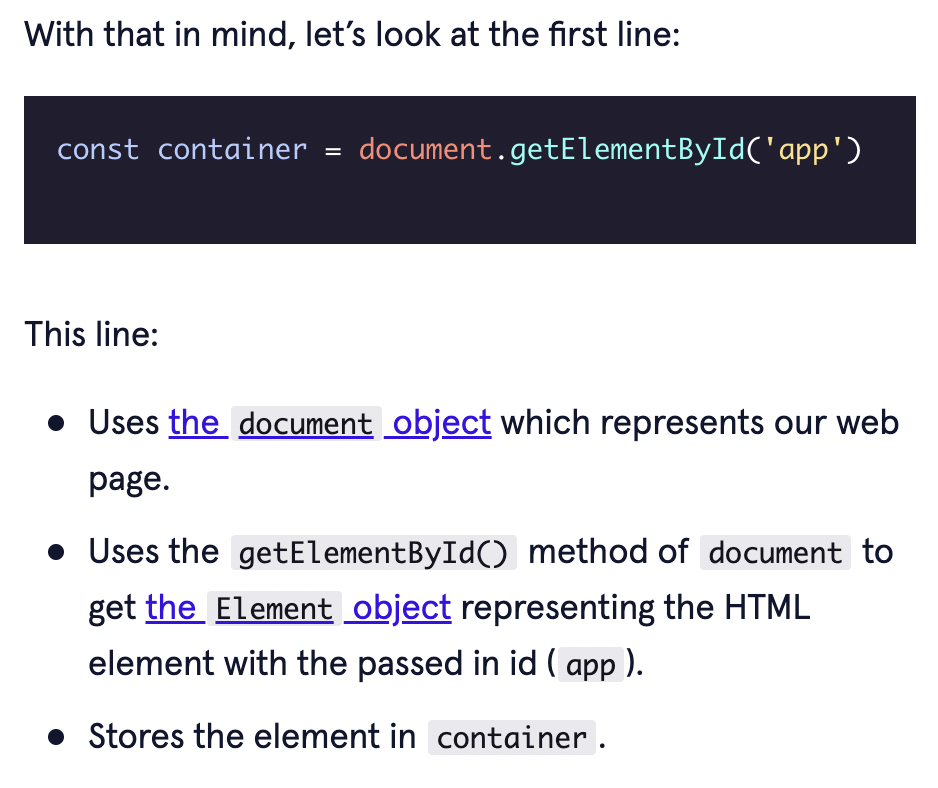 With that in mind, let’s look at the first line:
const container = document.getElementById('app')
This line:
● Uses the document object which represents our web
page.
● Uses the getElementById() method of document to
get the Element object representing the HTML
element with the passed in id ( app ).
● Stores the element in container .